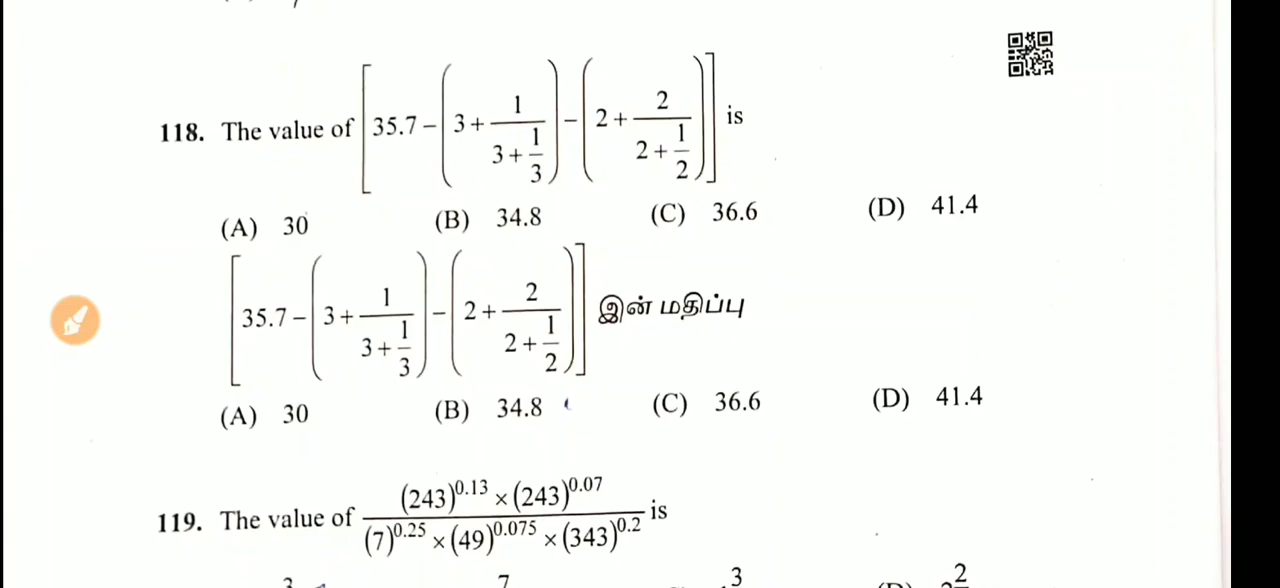 118. The value of [35.7 − (3 + 1/(3 + 1/3)) − (2 + 2/(2 + 1/2))] is
(A) 30 (B) 34.8 (C) 36.6 (D) 41.4
[35.7 − (3 + 1/(3 + 1/3)) − (2 + 2/(2 + 1/2))] இன் மதிப்பு
(A) 30 (B) 34.8 (C) 36.6 (D) 41.4
119. The value of ((243)^0.13 × (243)^0.07)/((7)^0.25 × (49)^0.075 × (343)^0.2) is